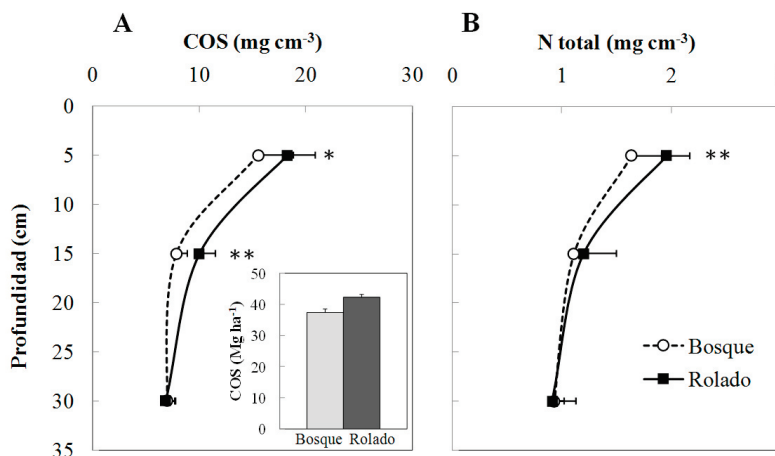 A
B
COS (mg cm-3)
N total (mg cm-3)
0 10 20 30
0 1 2
Profundidad (cm)
0
5
10
15
20
25
30
35
*
**
**
COS (Mg ha-1)
50
40
30
20
10
0
Bosque Rolado
Bosque
Rolado